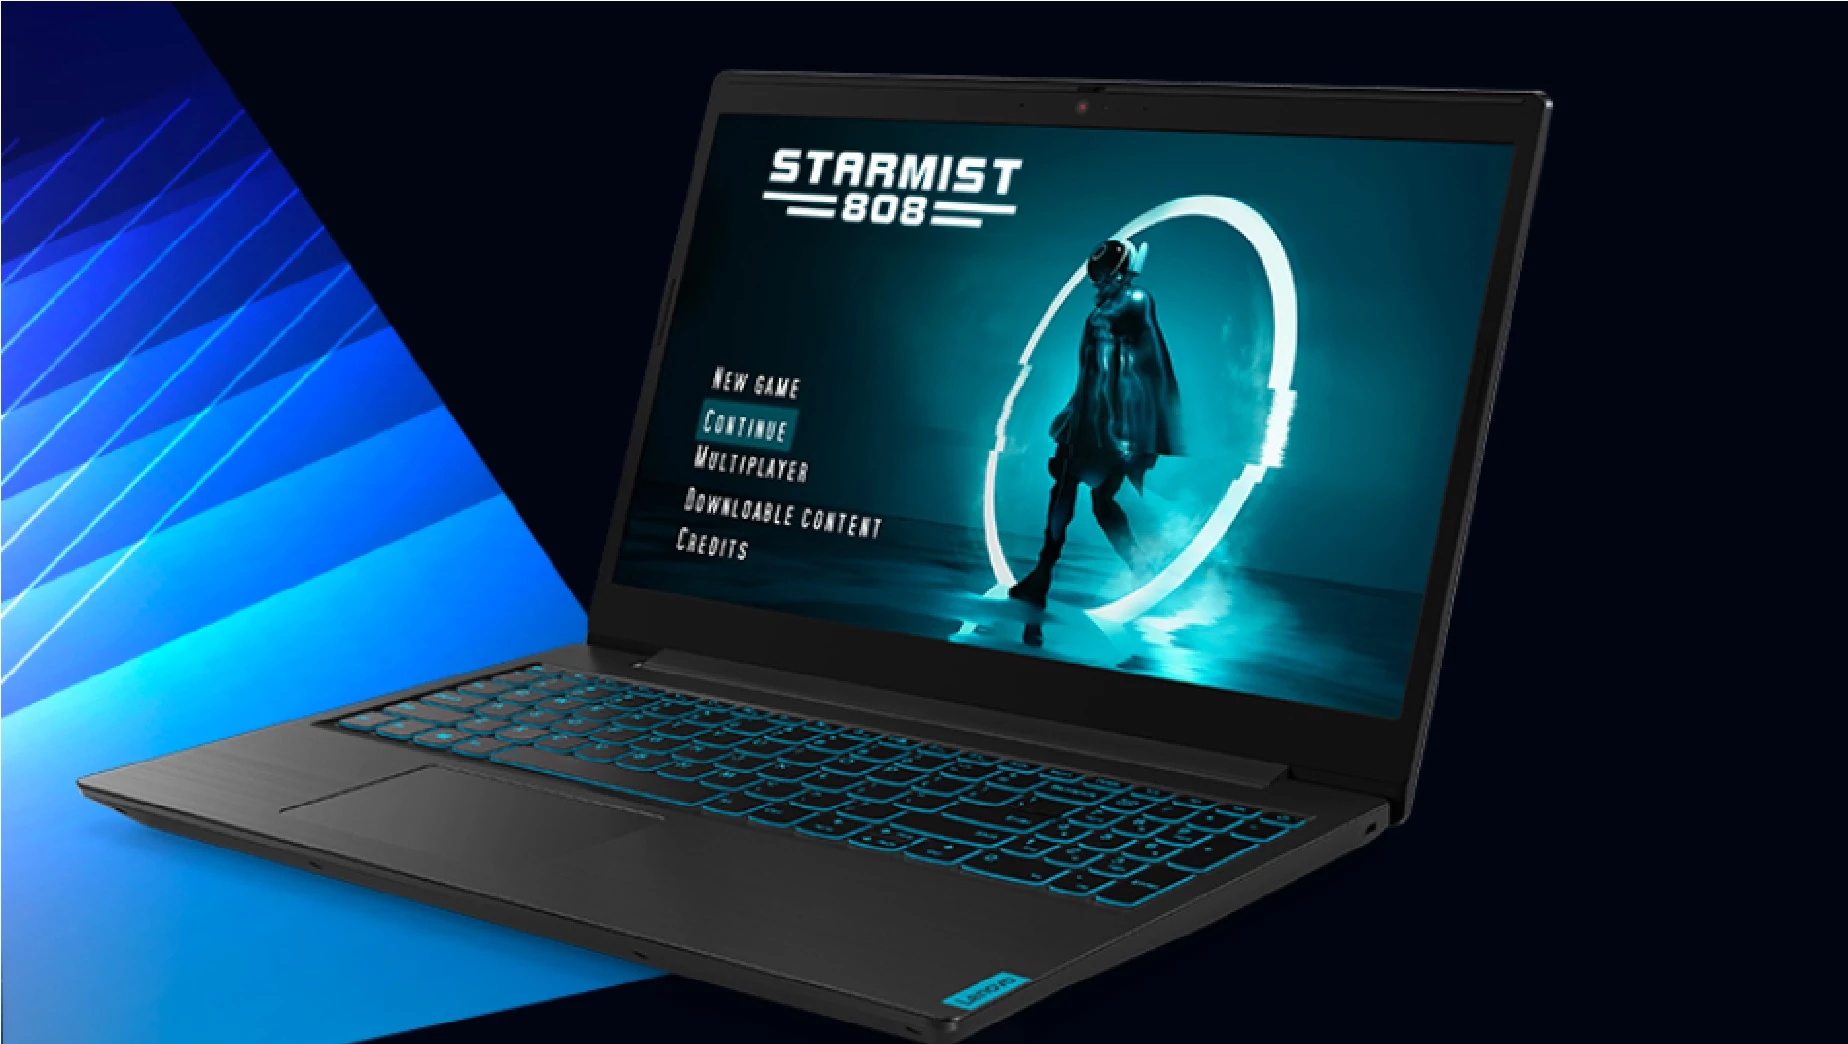 STARMIST
808
NEW GAME
CONTINUE
MULTIPLAYER
DOWNLOADABLE CONTENT
CREDITS
Lenovo